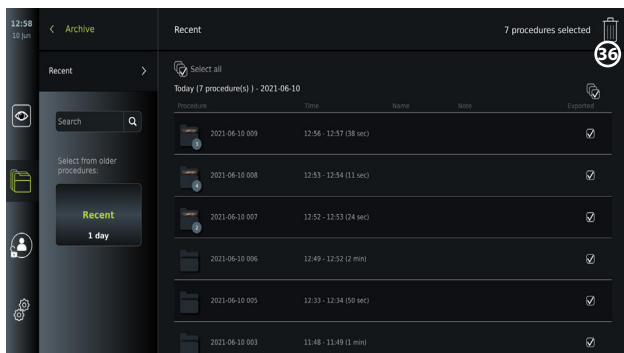 12:58
10 Jun
Archive
Recent
7 procedures selected
36
Recent
Select all
Today (7 procedure(s) ) - 2021-06-10
Procedure Time Name Note Exported
Search
Select from older
procedures:
Recent
1 day
2021-06-10 009 12:56 - 12:57 (38 sec)
3
2021-06-10 008 12:53 - 12:54 (11 sec)
4
2021-06-10 007 12:52 - 12:53 (24 sec)
2
2021-06-10 006 12:49 - 12:52 (2 min)
2021-06-10 005 12:33 - 12:34 (50 sec)
2021-06-10 003 11:48 - 11:49 (1 min)